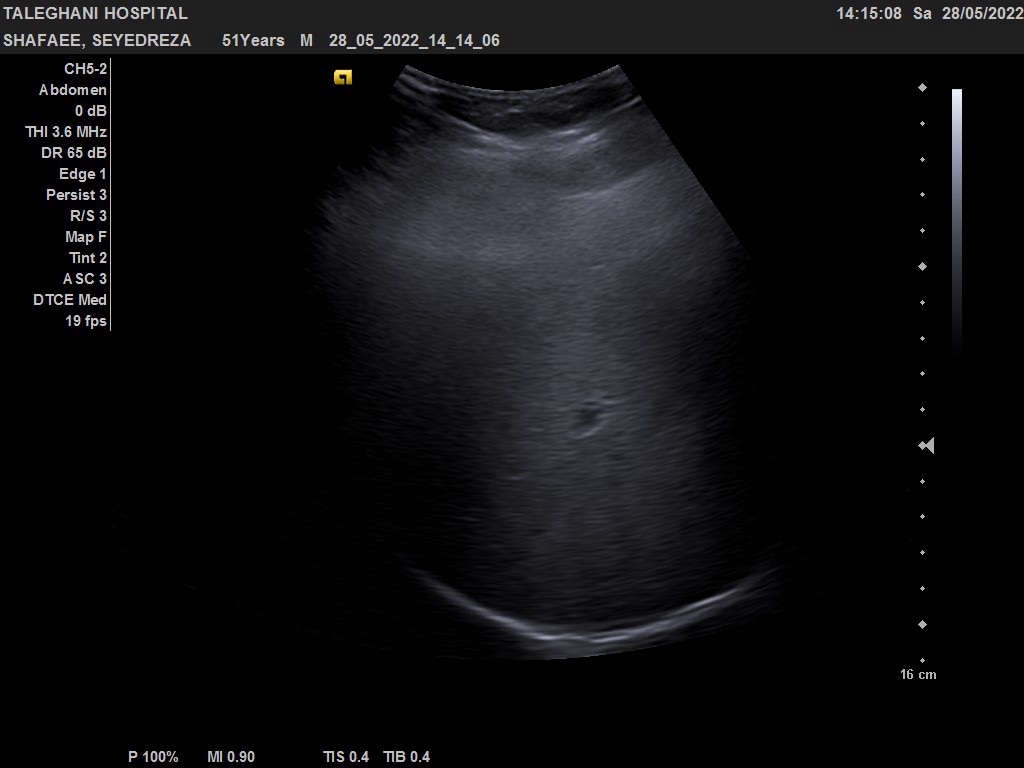 TALEGHANI HOSPITAL 14:15:08 Sa 28/05/2022
SHAFAEE, SEYEDREZA 51Years M 28_05_2022_14_14_06
CH5-2
Abdomen
0 dB
THI 3.6 MHz
DR 65 dB
Edge 1
Persist 3
R/S 3
Map F
Tint 2
ASC 3
DTCE Med
19 fps
16 cm
P 100% MI 0.90 TIS 0.4 TIB 0.4